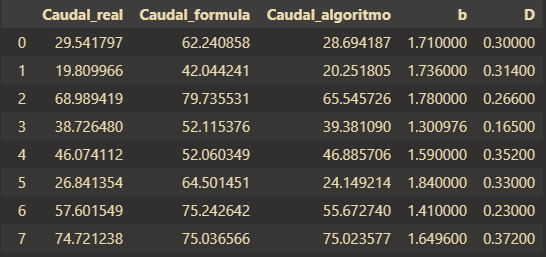 Caudal_real Caudal_formula Caudal_algoritmo b D
0 29.541797 62.240858 28.694187 1.710000 0.30000
1 19.809966 42.044241 20.251805 1.736000 0.31400
2 68.989419 79.735531 65.545726 1.780000 0.26600
3 38.726480 52.115376 39.381090 1.300976 0.16500
4 46.074112 52.060349 46.885706 1.590000 0.35200
5 26.841354 64.501451 24.149214 1.840000 0.33000
6 57.601549 75.242642 55.672740 1.410000 0.23000
7 74.721238 75.036566 75.023577 1.649600 0.37200